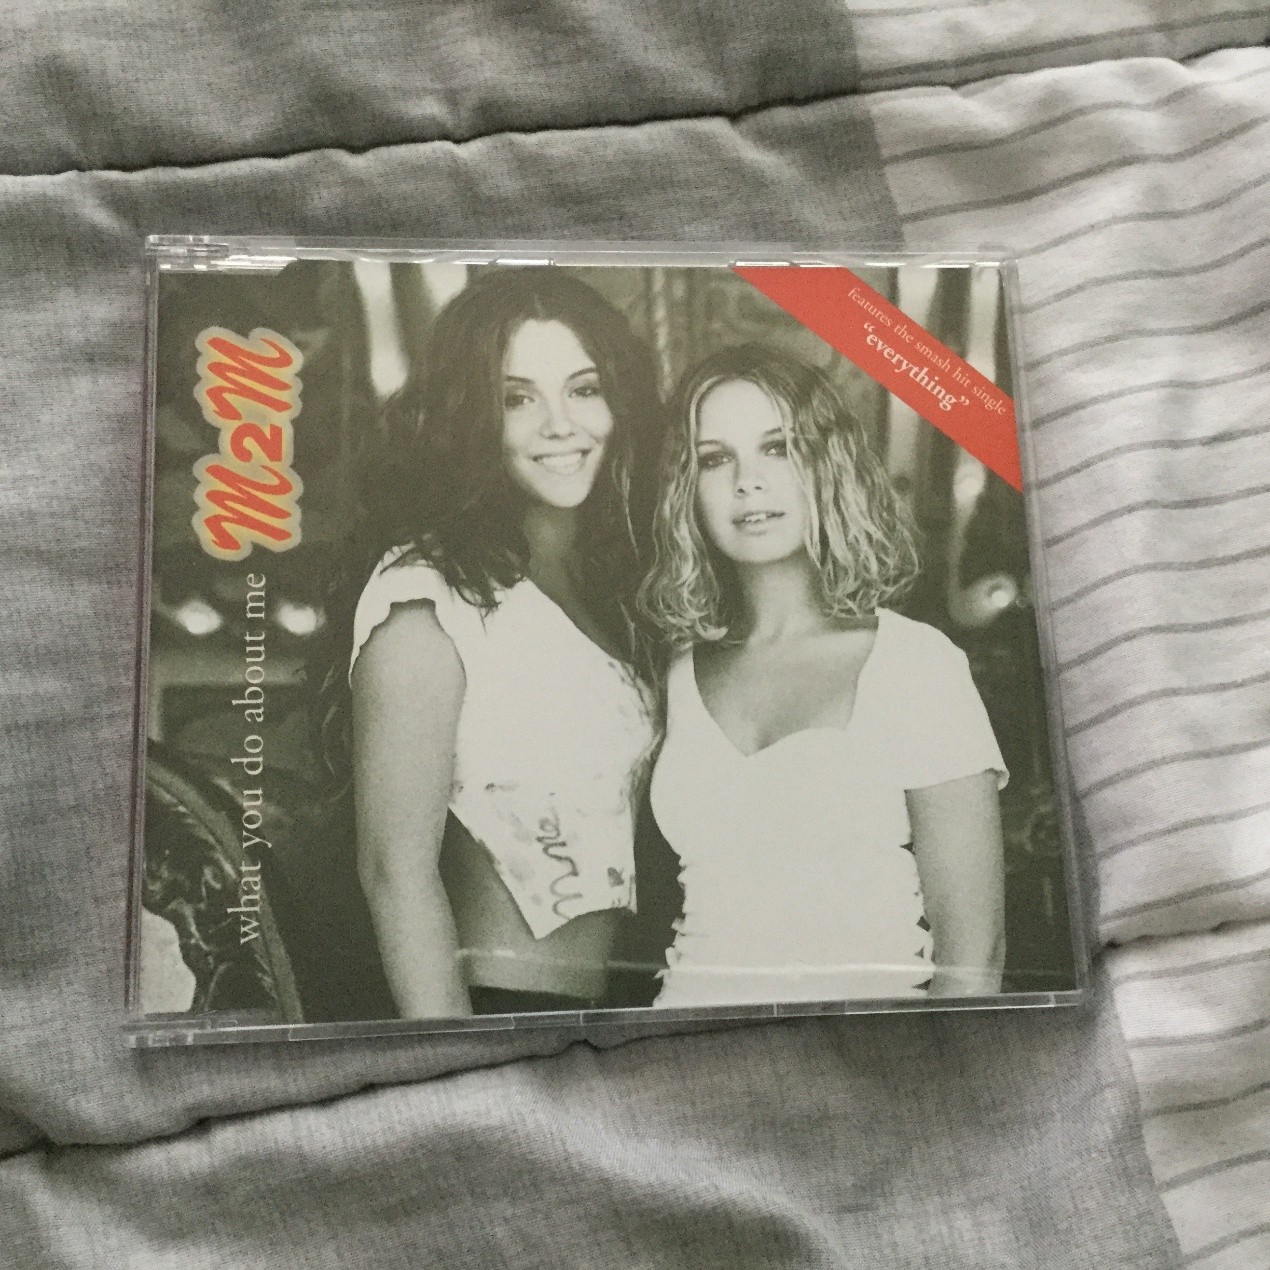 M2M
what you do about me
features the smash hit single
“everything”